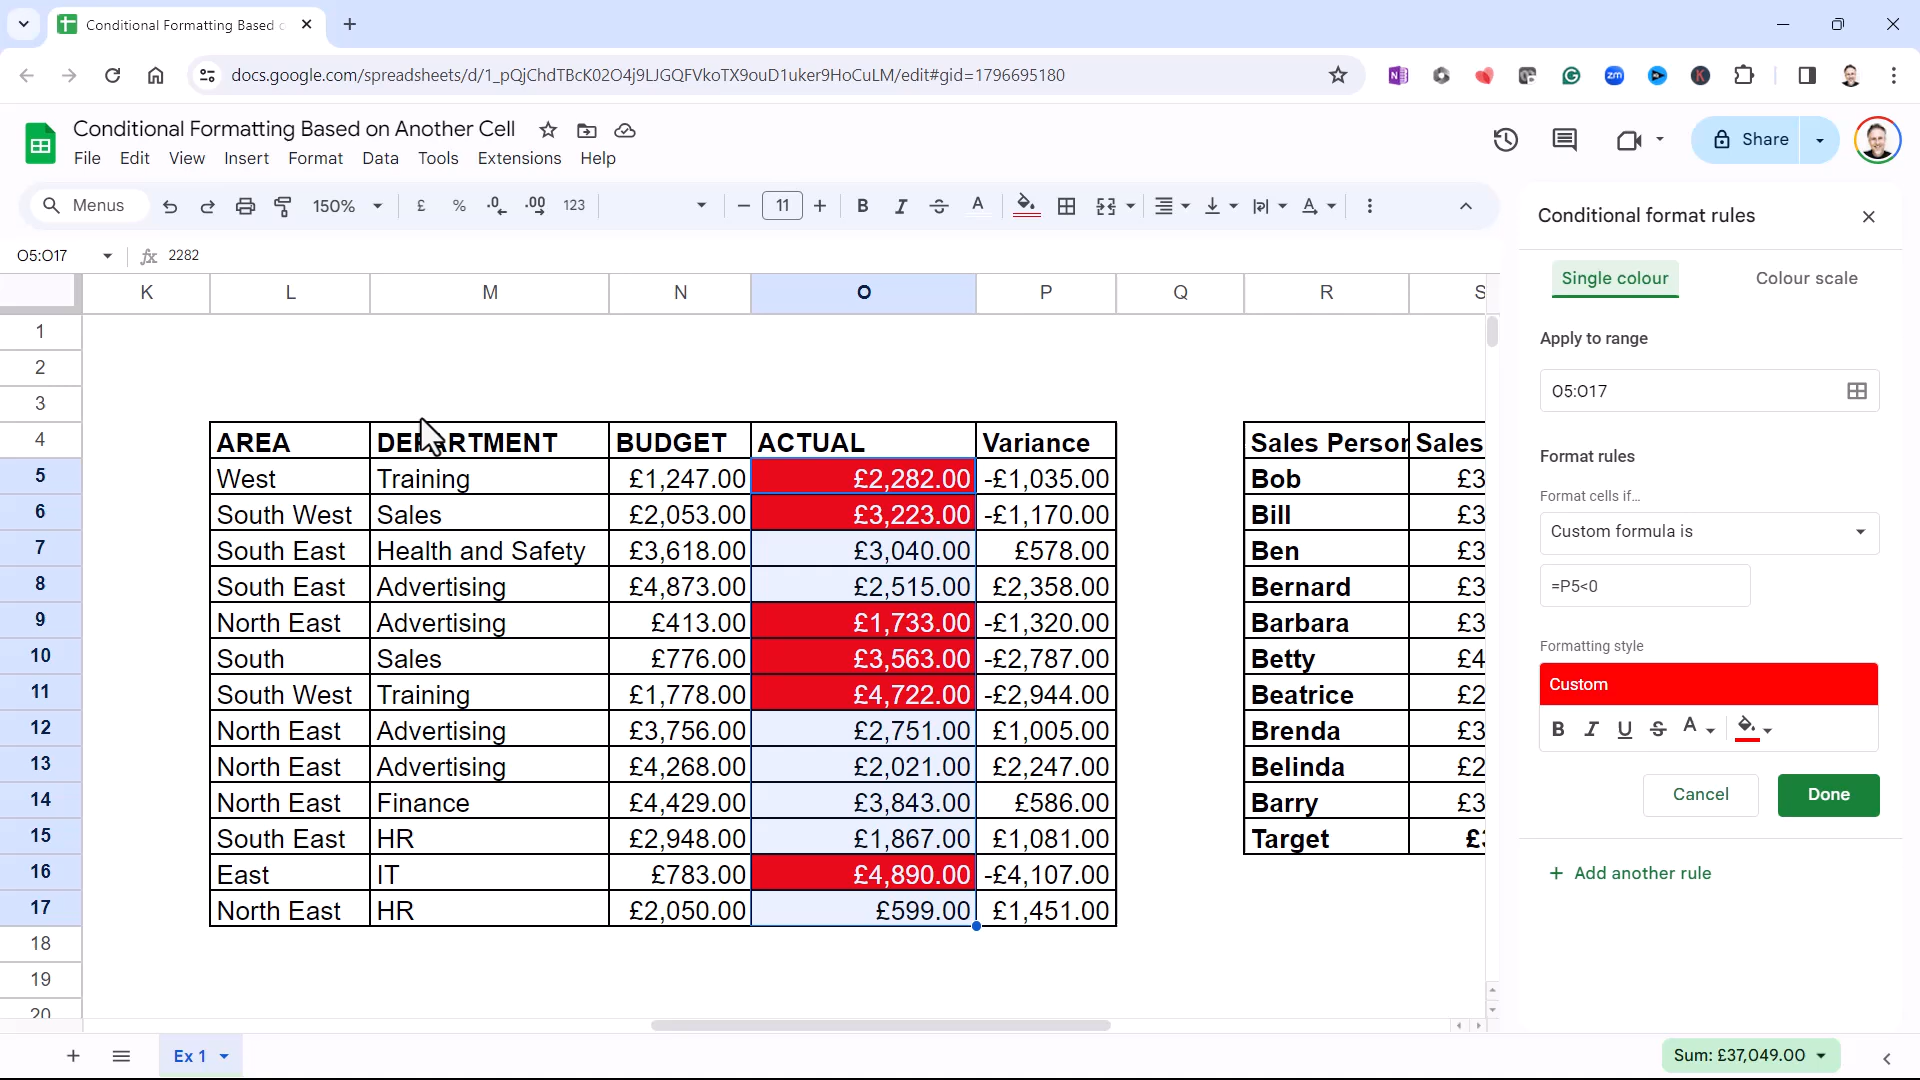 Conditional Formatting Based o
docs.google.com/spreadsheets/d/1_pQjChdTBcK02O4j9LJGQFVkoTX9ouD1uker9HoCuLM/edit#gid=1796695180
Conditional Formatting Based on Another Cell
File Edit View Insert Format Data Tools Extensions Help
Share
Menus 150% £ % .0 .00 123 11 B I S A
O5:O17 fx 2282
K L M N O P Q R S
1
2
3
4 AREA DEPARTMENT BUDGET ACTUAL Variance Sales Person Sales
5 West Training £1,247.00 £2,282.00 -£1,035.00 Bob £3
6 South West Sales £2,053.00 £3,223.00 -£1,170.00 Bill £3
7 South East Health and Safety £3,618.00 £3,040.00 £578.00 Ben £3
8 South East Advertising £4,873.00 £2,515.00 £2,358.00 Bernard £3
9 North East Advertising £413.00 £1,733.00 -£1,320.00 Barbara £3
10 South Sales £776.00 £3,563.00 -£2,787.00 Betty £4
11 South West Training £1,778.00 £4,722.00 -£2,944.00 Beatrice £2
12 North East Advertising £3,756.00 £2,751.00 £1,005.00 Brenda £3
13 North East Advertising £4,268.00 £2,021.00 £2,247.00 Belinda £2
14 North East Finance £4,429.00 £3,843.00 £586.00 Barry £3
15 South East HR £2,948.00 £1,867.00 £1,081.00 Target £
16 East IT £783.00 £4,890.00 -£4,107.00
17 North East HR £2,050.00 £599.00 £1,451.00
18
19
20
Conditional format rules
Single colour Colour scale
Apply to range
O5:O17
Format rules
Format cells if...
Custom formula is
=P5<0
Formatting style
Custom
B I U S A
Cancel Done
+ Add another rule
Ex 1
Sum: £37,049.00